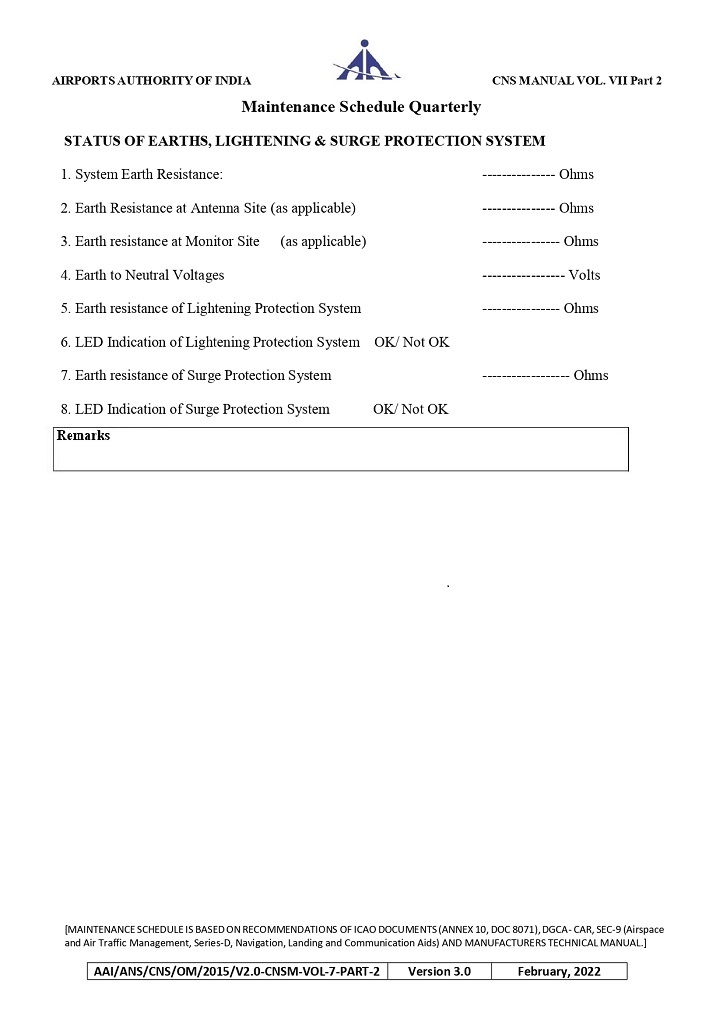 AIRPORTS AUTHORITY OF INDIA CNS MANUAL VOL. VII Part 2
Maintenance Schedule Quarterly
STATUS OF EARTHS, LIGHTENING & SURGE PROTECTION SYSTEM
1. System Earth Resistance: --------------- Ohms
2. Earth Resistance at Antenna Site (as applicable) --------------- Ohms
3. Earth resistance at Monitor Site (as applicable) ---------------- Ohms
4. Earth to Neutral Voltages ----------------- Volts
5. Earth resistance of Lightening Protection System ---------------- Ohms
6. LED Indication of Lightening Protection System OK/ Not OK
7. Earth resistance of Surge Protection System ------------------ Ohms
8. LED Indication of Surge Protection System OK/ Not OK
Remarks
[MAINTENANCE SCHEDULE IS BASED ON RECOMMENDATIONS OF ICAO DOCUMENTS (ANNEX 10, DOC 8071), DGCA- CAR, SEC-9 (Airspace
and Air Traffic Management, Series-D, Navigation, Landing and Communication Aids) AND MANUFACTURERS TECHNICAL MANUAL.]
AAI/ANS/CNS/OM/2015/V2.0-CNSM-VOL-7-PART-2 Version 3.0 February, 2022